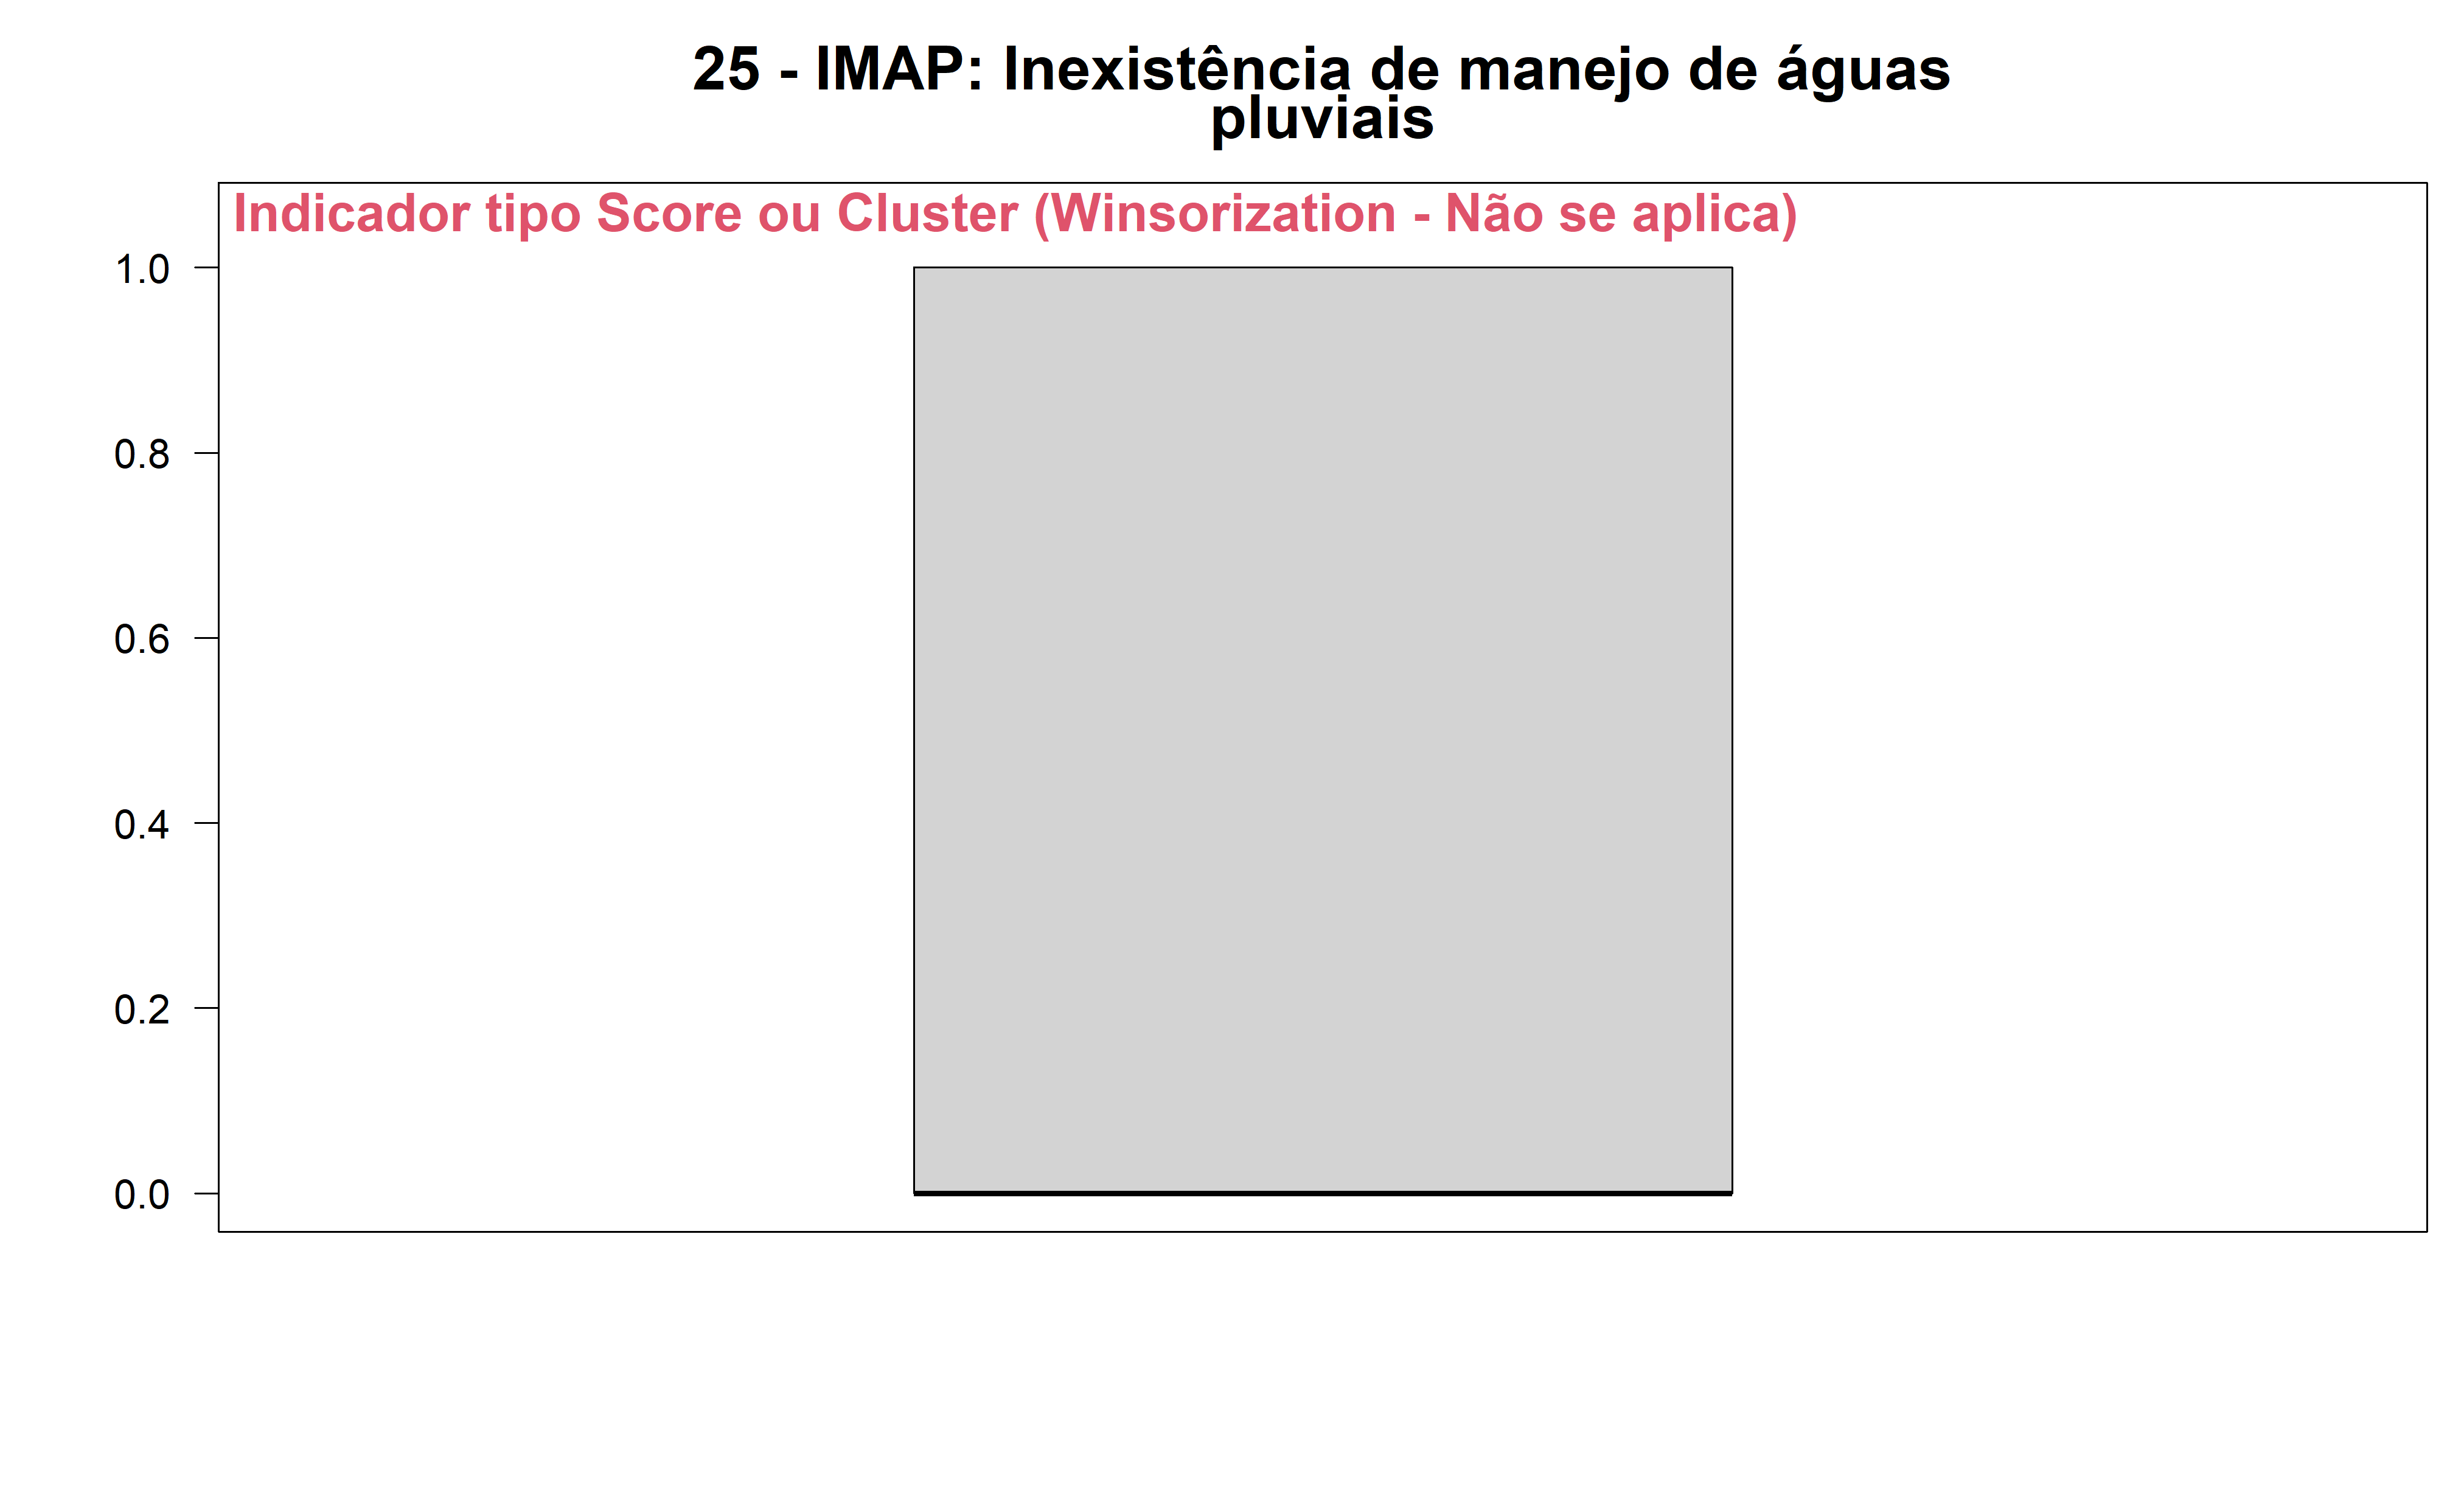 25 - IMAP: Inexistência de manejo de águas
pluviais
Indicador tipo Score ou Cluster (Winsorization - Não se aplica)
1.0
0.8
0.6
0.4
0.2
0.0